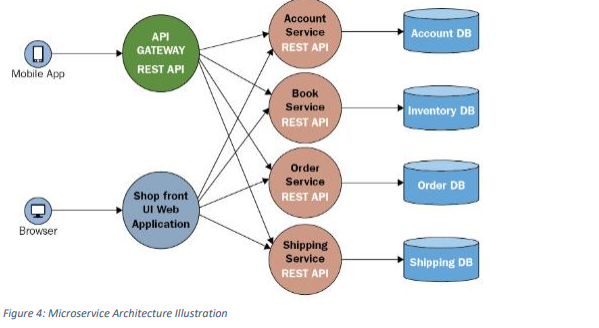 Mobile App
API
GATEWAY
REST API
Account
Service
REST API
Account DB
Book
Service
REST API
Inventory DB
Browser
Shop front
UI Web
Application
Order
Service
REST API
Order DB
Shipping
Service
REST API
Shipping DB
Figure 4: Microservice Architecture Illustration